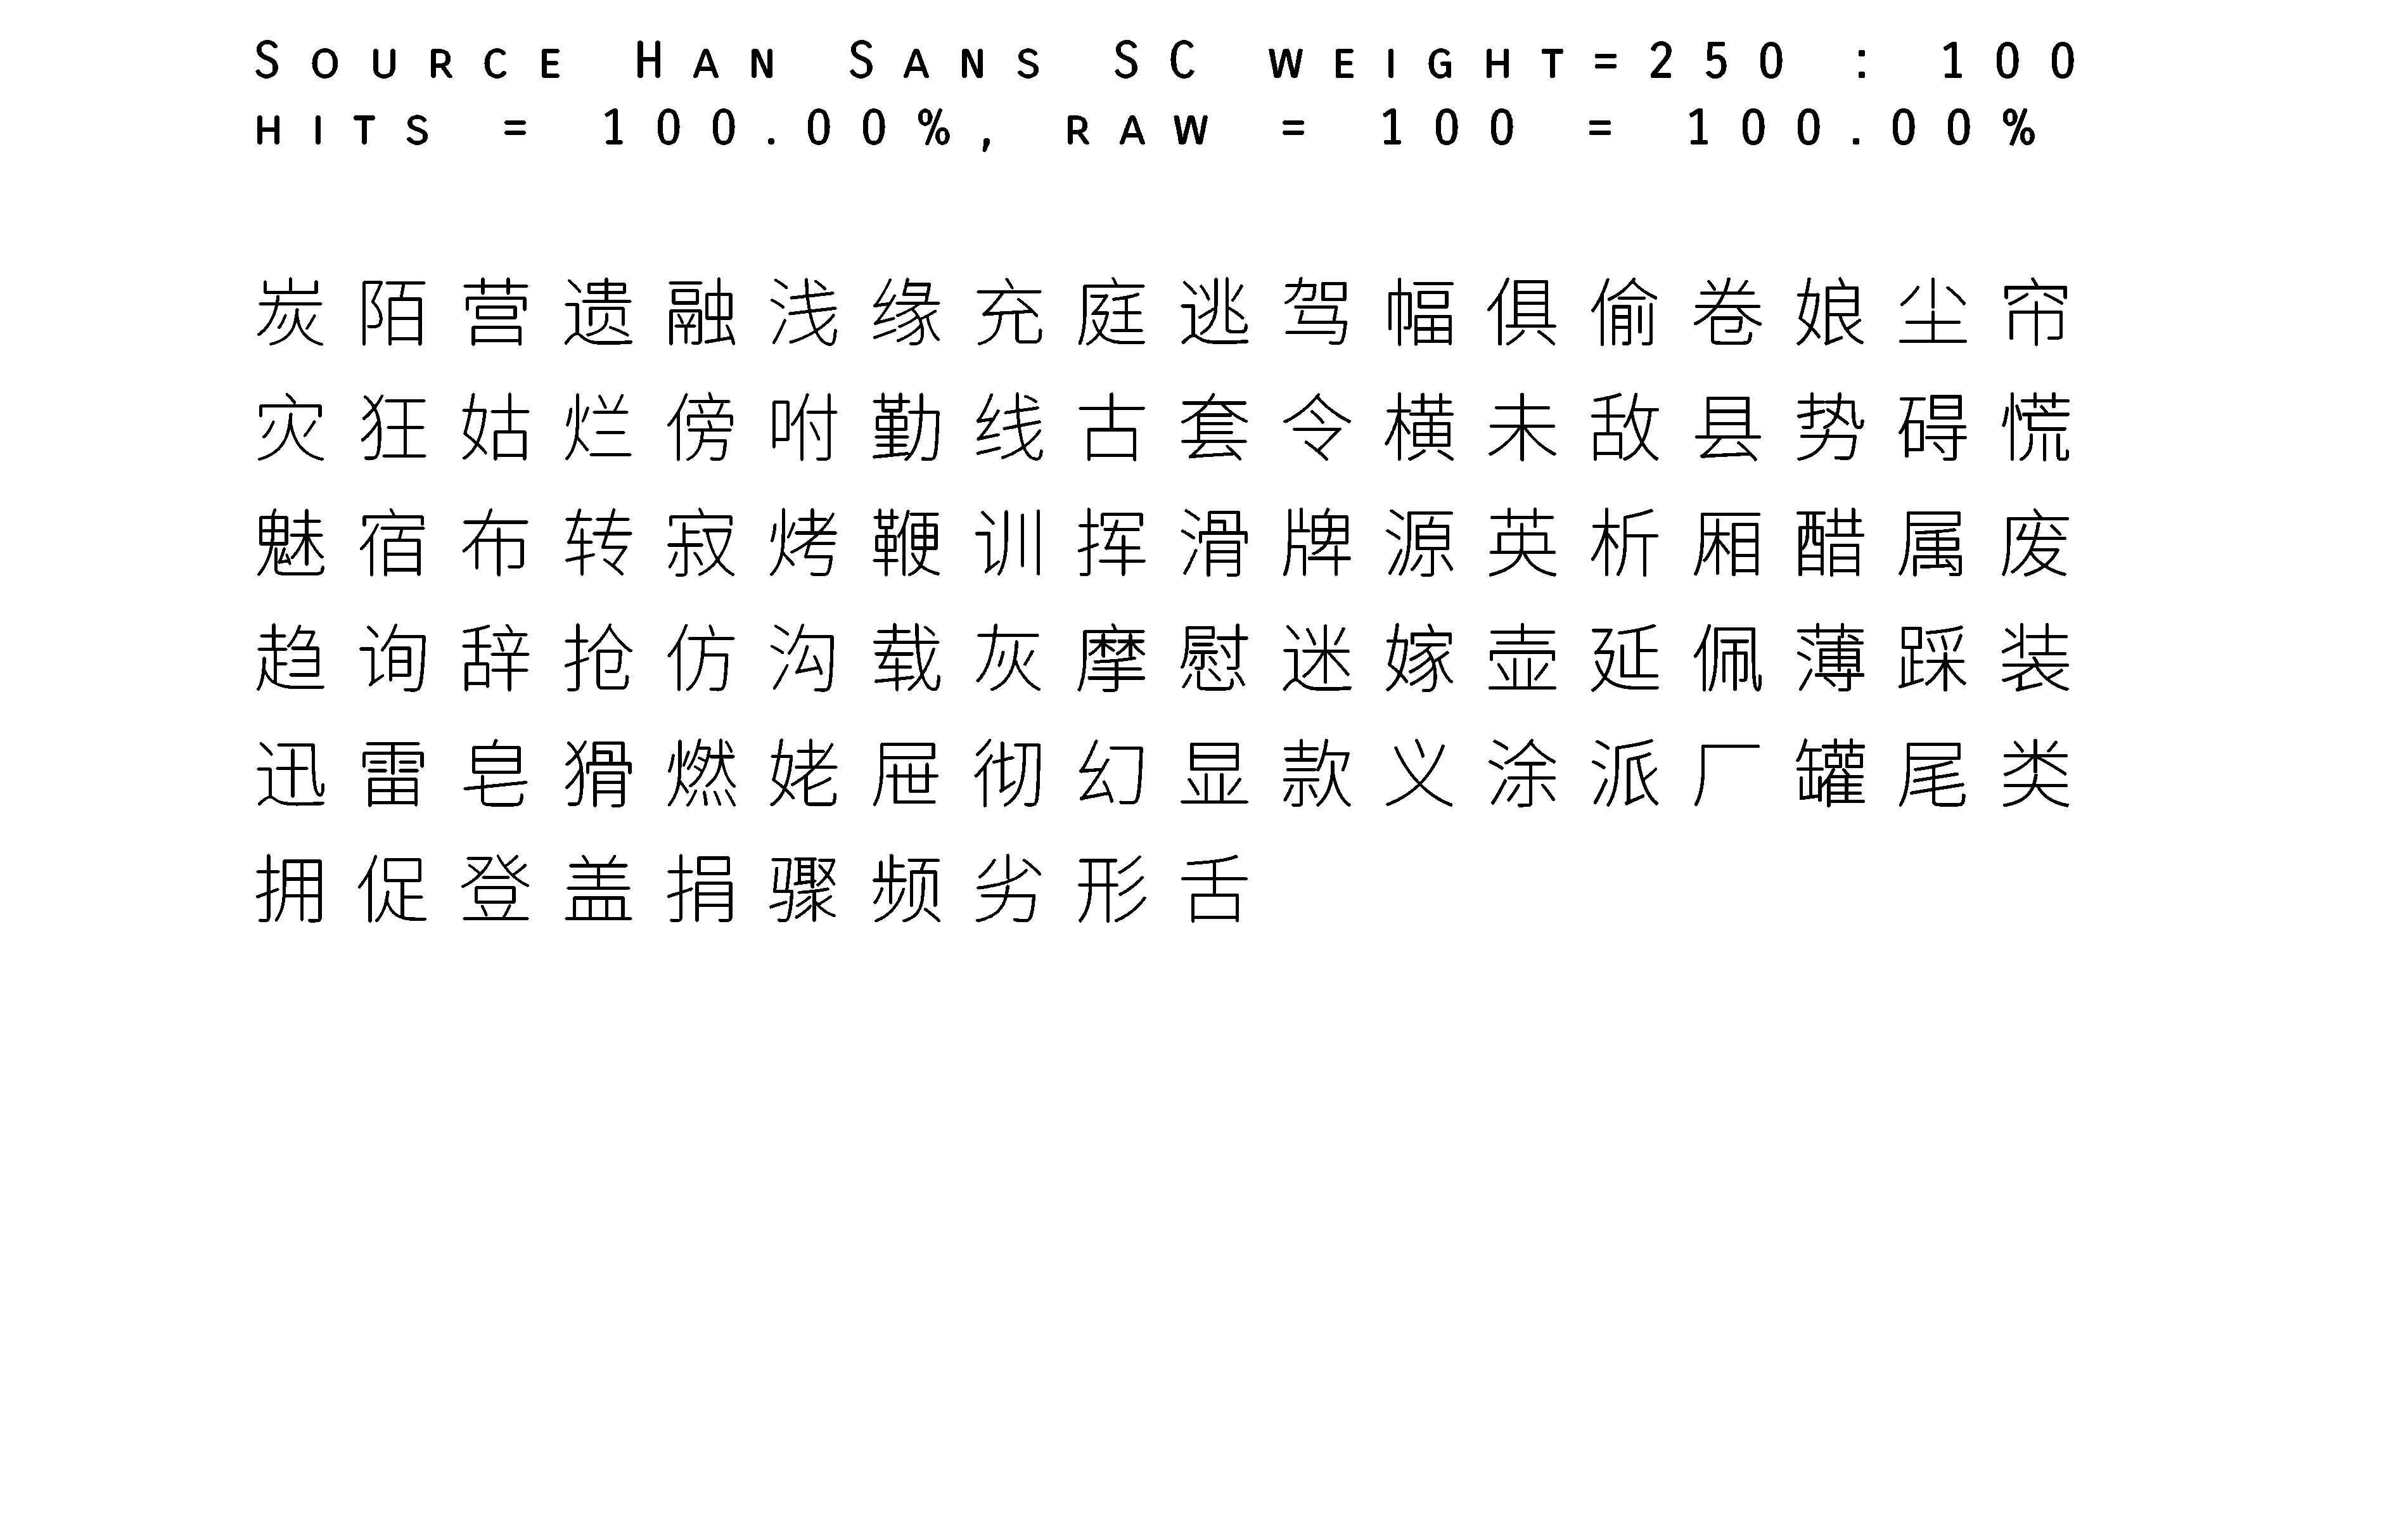 Source Han Sans SC weight=250 : 100
hits = 100.00%, raw = 100 = 100.00%
炭陌营遗融浅缘充庭逃驾幅俱偷卷娘尘帘
灾狂姑烂傍咐勤线古套令横未敌县势碍慌
魅宿布转寂烤鞭训挥滑牌源英析厢醋属废
趋询辞抢仿沟载灰摩慰迷嫁壶延佩薄踩装
迅雷皂猾燃姥屉彻幻显款义涂派厂罐尾类
拥促登盖捐骤频劣形舌